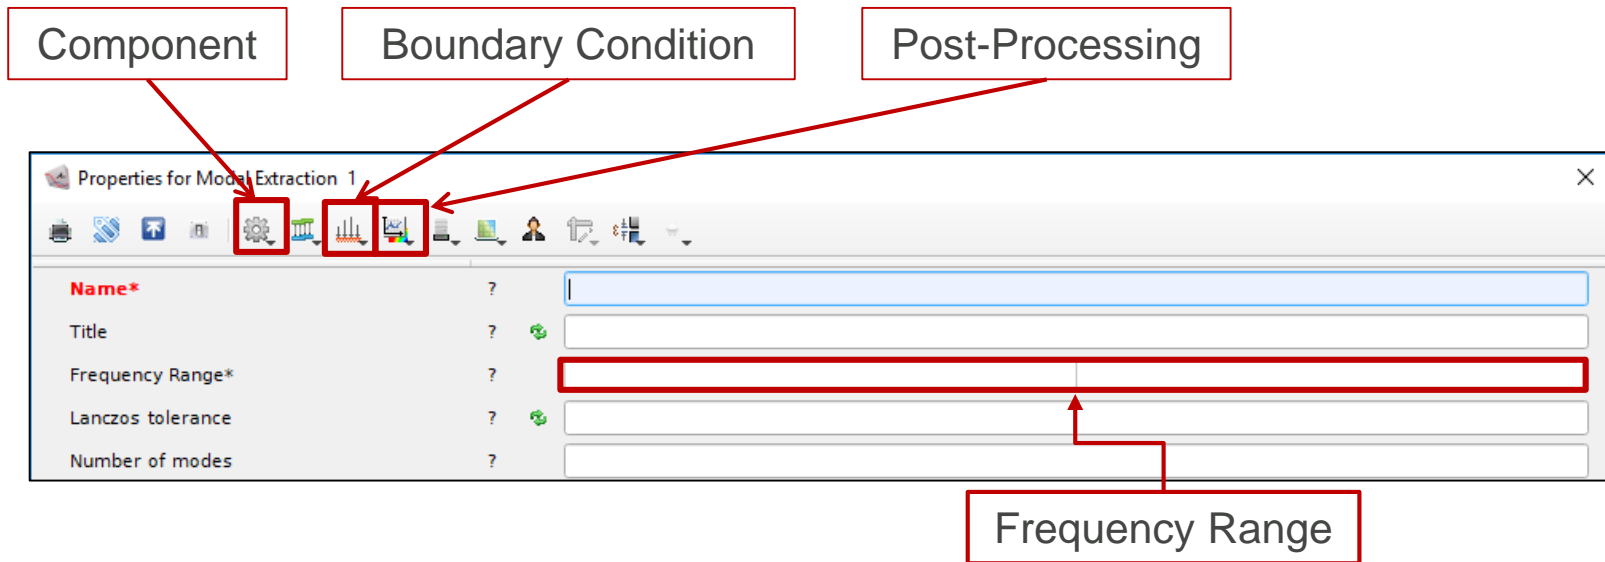 Component
Boundary Condition
Post-Processing
Properties for Modal Extraction 1
Name* ?
Title ?
Frequency Range* ?
Lanczos tolerance ?
Number of modes ?
Frequency Range